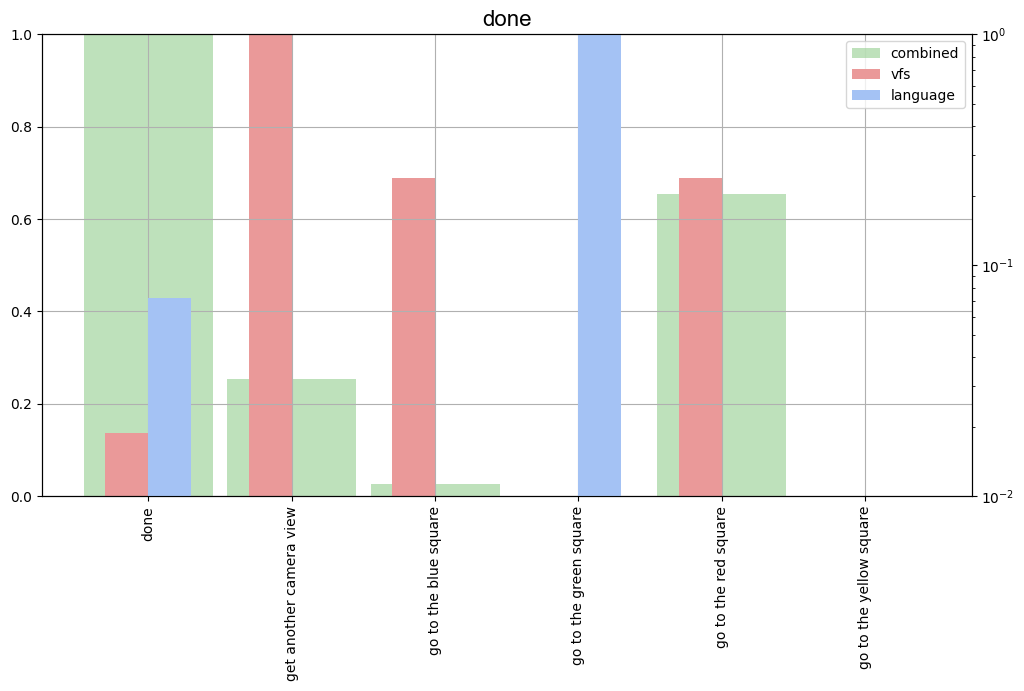 done
1.0
0.8
0.6
0.4
0.2
0.0
10^0
10^-1
10^-2
combined
vfs
language
done
get another camera view
go to the blue square
go to the green square
go to the red square
go to the yellow square